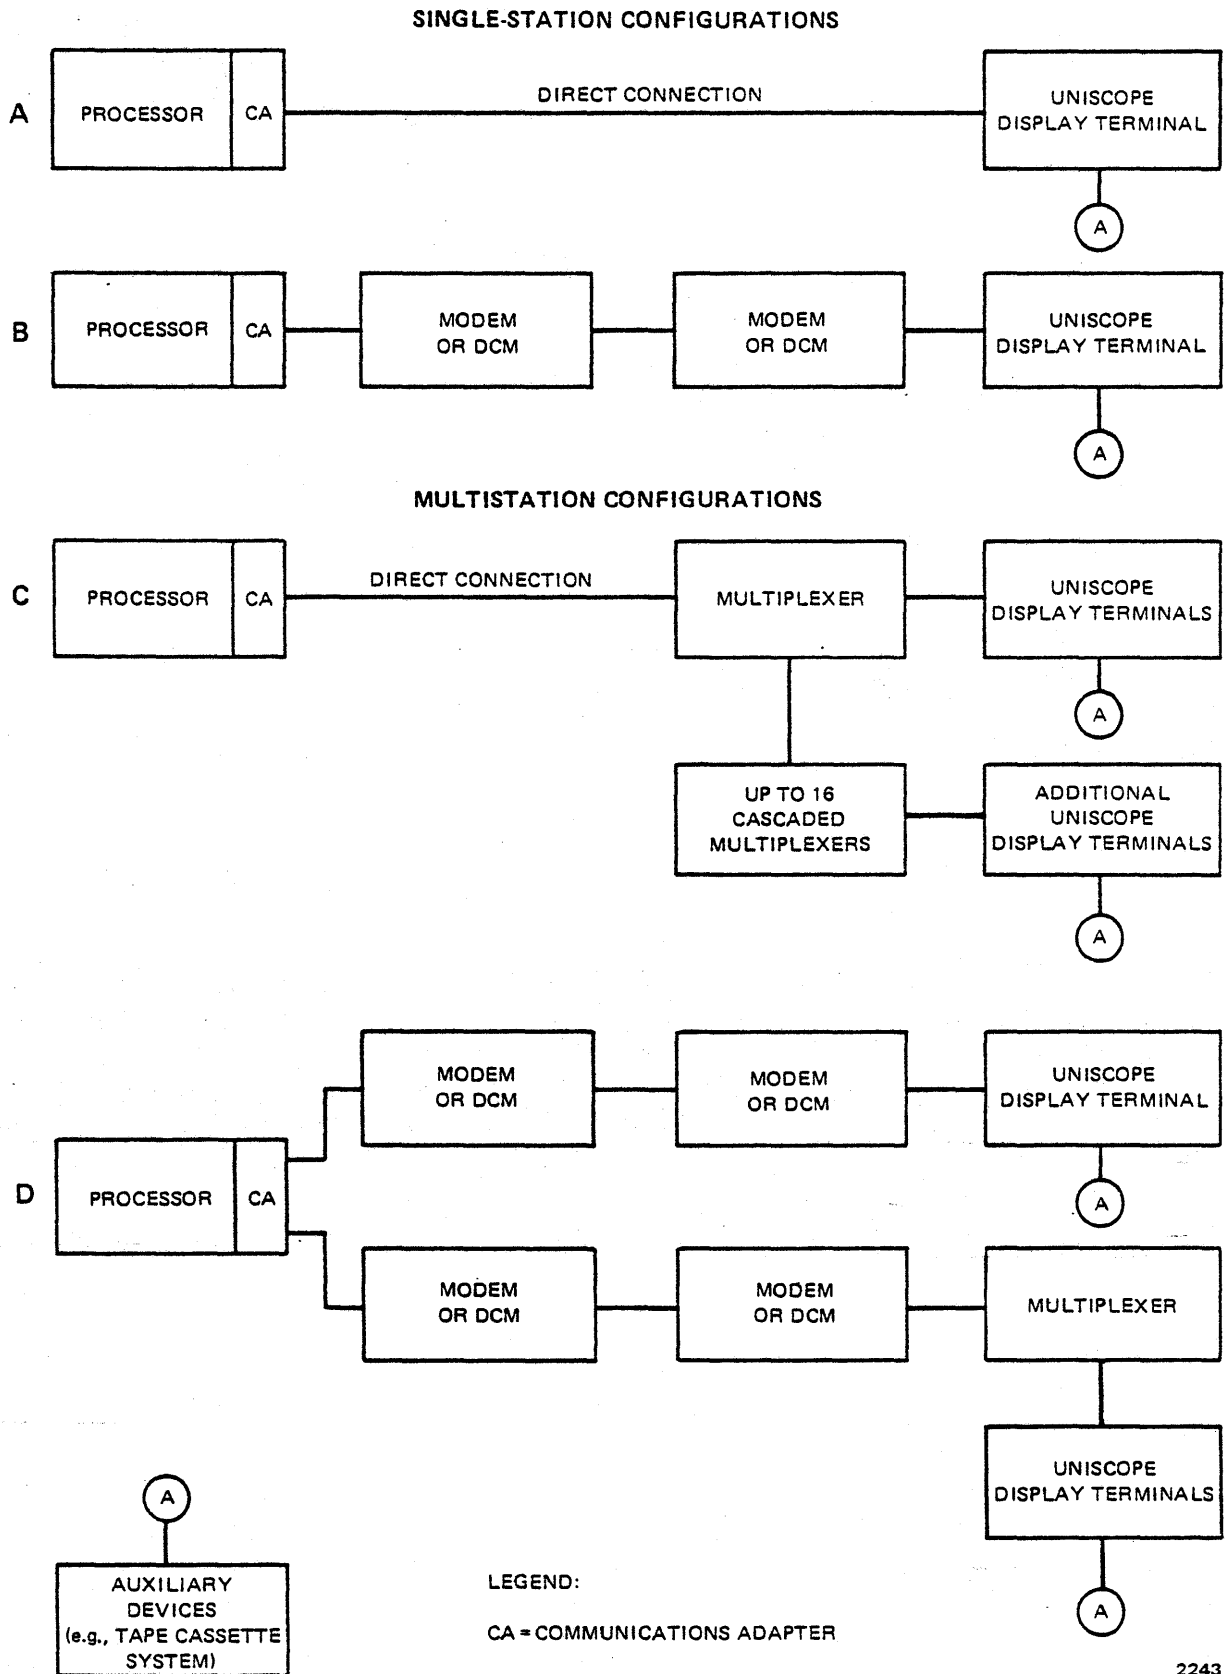 SINGLE-STATION CONFIGURATIONS
A
PROCESSOR
CA
DIRECT CONNECTION
UNISCOPE
DISPLAY TERMINAL
A
B
PROCESSOR
CA
MODEM
OR DCM
MODEM
OR DCM
UNISCOPE
DISPLAY TERMINAL
A
MULTISTATION CONFIGURATIONS
C
PROCESSOR
CA
DIRECT CONNECTION
MULTIPLEXER
UNISCOPE
DISPLAY TERMINALS
A
UP TO 16
CASCADED
MULTIPLEXERS
ADDITIONAL
UNISCOPE
DISPLAY TERMINALS
A
D
PROCESSOR
CA
MODEM
OR DCM
MODEM
OR DCM
UNISCOPE
DISPLAY TERMINAL
A
MODEM
OR DCM
MODEM
OR DCM
MULTIPLEXER
UNISCOPE
DISPLAY TERMINALS
A
A
AUXILIARY
DEVICES
(e.g., TAPE CASSETTE
SYSTEM)
LEGEND:
CA = COMMUNICATIONS ADAPTER
2243